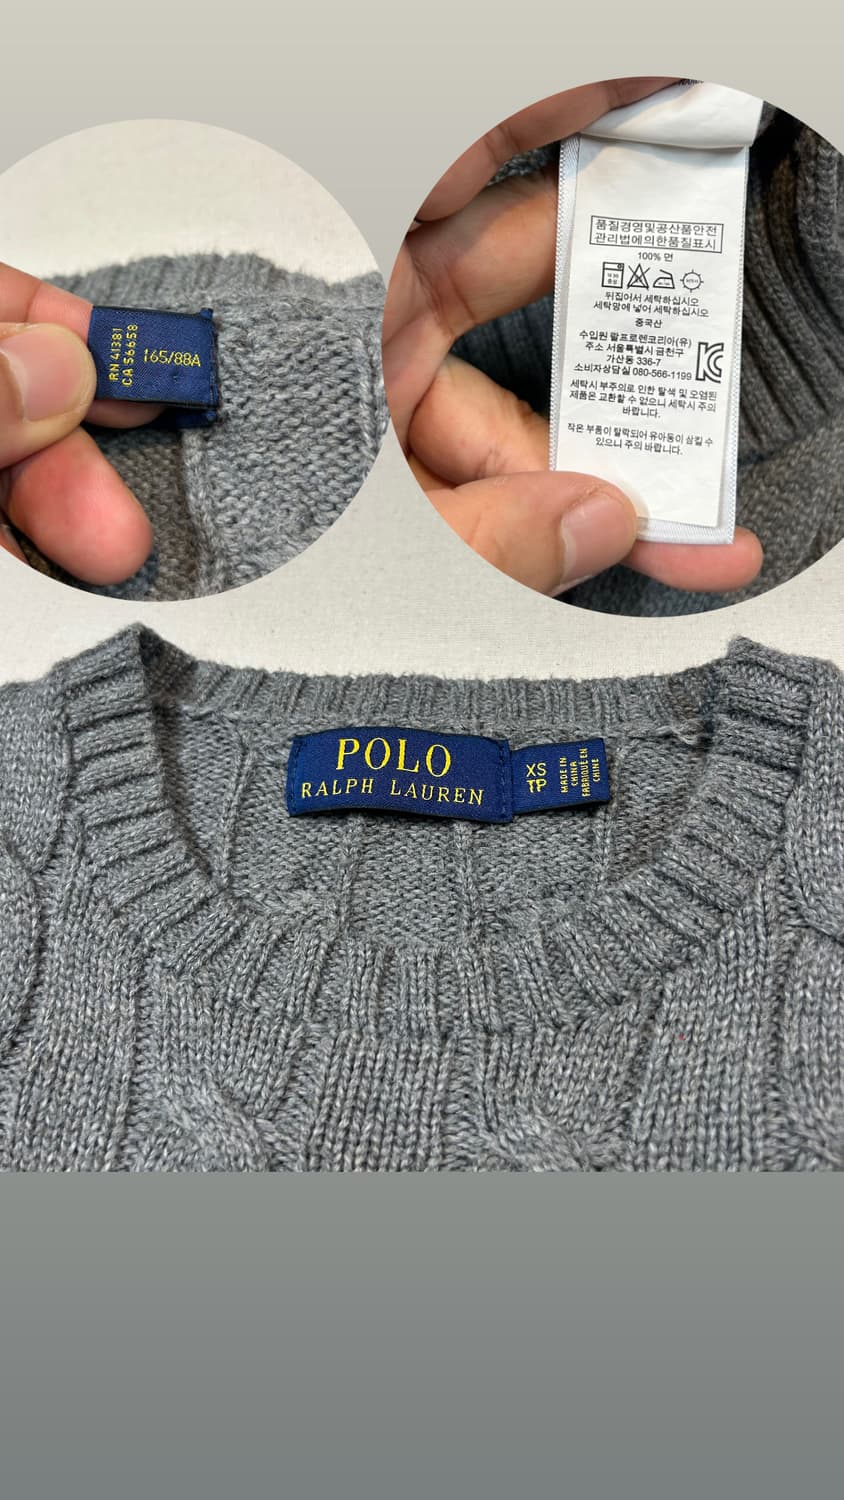 RN 41381
CA 56658
165/88A
품질경영및공산품안전
관리법에의한품질표시
100% 면
뒤집어서 세탁하십시오
세탁망에 넣어 세탁하십시오
중국산
수입원 랄프로렌코리아(유)
주소 서울특별시 금천구
가산동 336-7
소비자상담실 080-566-1199
세탁시 부주의로 인한 탈색 및 오염된
제품은 교환할 수 없으니 세탁시 주의
바랍니다.
작은 부품이 탈락되어 유아동이 삼킬 수
있으니 주의 바랍니다.
POLO
RALPH LAUREN
XS
TP
MADE IN
CHINA
FABRIQUÉ EN
CHINE